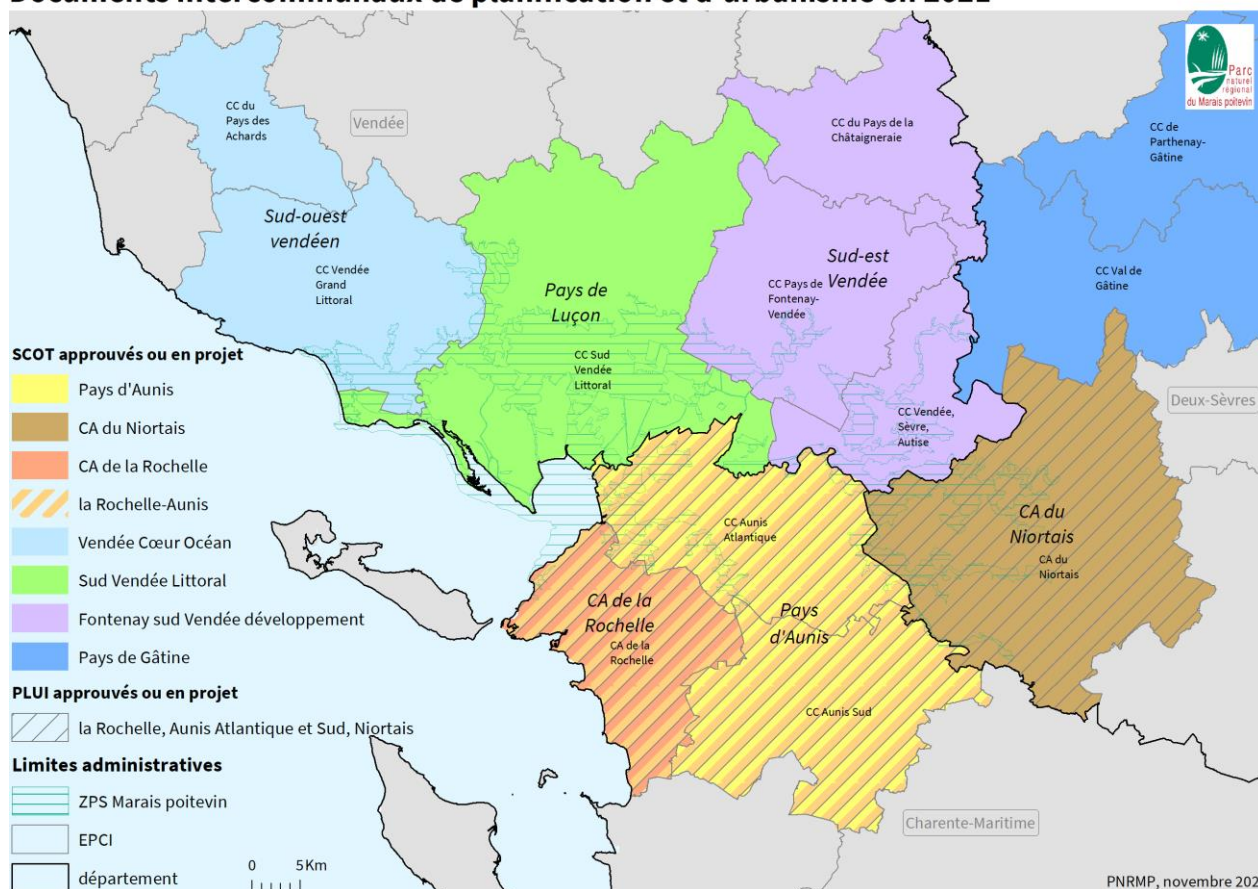 Documents intercommunaux de planification et d'urbanisme en 2021
Parc
naturel
régional
du Marais poitevin
CC du
Pays des
Achards
Vendée
CC du Pays de la
Châtaigneraie
CC de
Parthenay-
Gâtine
Sud-ouest
vendéen
CC Vendée
Grand
Littoral
Pays de
Luçon
CC Sud
Vendée
Littoral
Sud-est
Vendée
CC Pays de
Fontenay-
Vendée
CC Val de
Gâtine
CC Vendée,
Sèvre,
Autise
Deux-Sèvres
CC Aunis
Atlantique
CA du
Niortais
CA du
Niortais
CA de la
Rochelle
CA de la
Rochelle
Pays
d'Aunis
CC Aunis Sud
Charente-Maritime
SCOT approuvés ou en projet
Pays d'Aunis
CA du Niortais
CA de la Rochelle
la Rochelle-Aunis
Vendée Cœur Océan
Sud Vendée Littoral
Fontenay sud Vendée développement
Pays de Gâtine
PLUI approuvés ou en projet
la Rochelle, Aunis Atlantique et Sud, Niortais
Limites administratives
ZPS Marais poitevin
EPCI
département
0 5Km
PNRMP, novembre 202